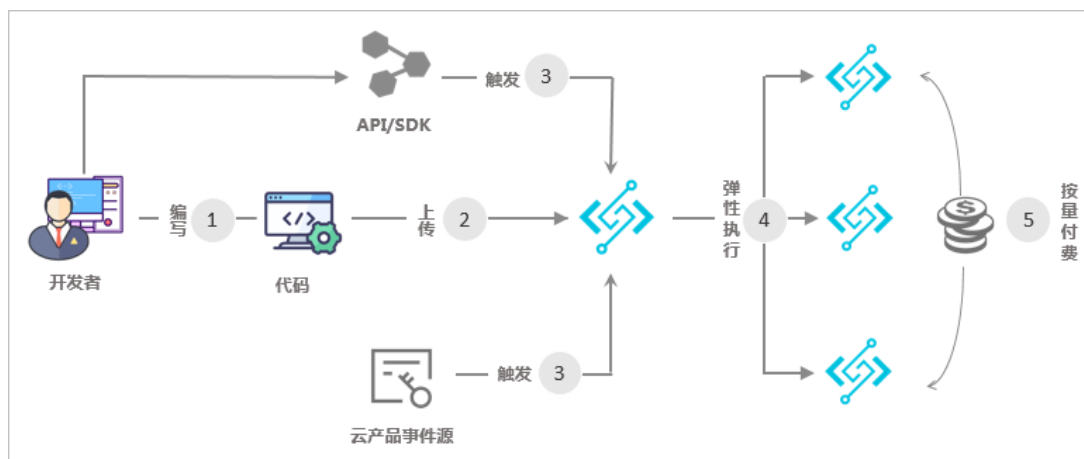 触发 3
API/SDK
编写 1
上传 2
弹性执行 4
5 按量付费
开发者
代码
触发 3
云产品事件源